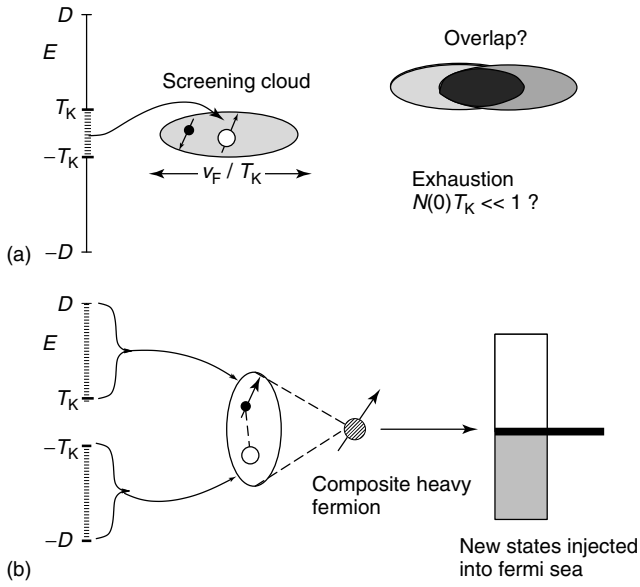 D
E
T_K
-T_K
-D
(a)
Screening cloud
v_F / T_K
Overlap?
Exhaustion
N(0)T_K << 1 ?
D
E
T_K
-T_K
-D
(b)
Composite heavy
fermion
New states injected
into fermi sea